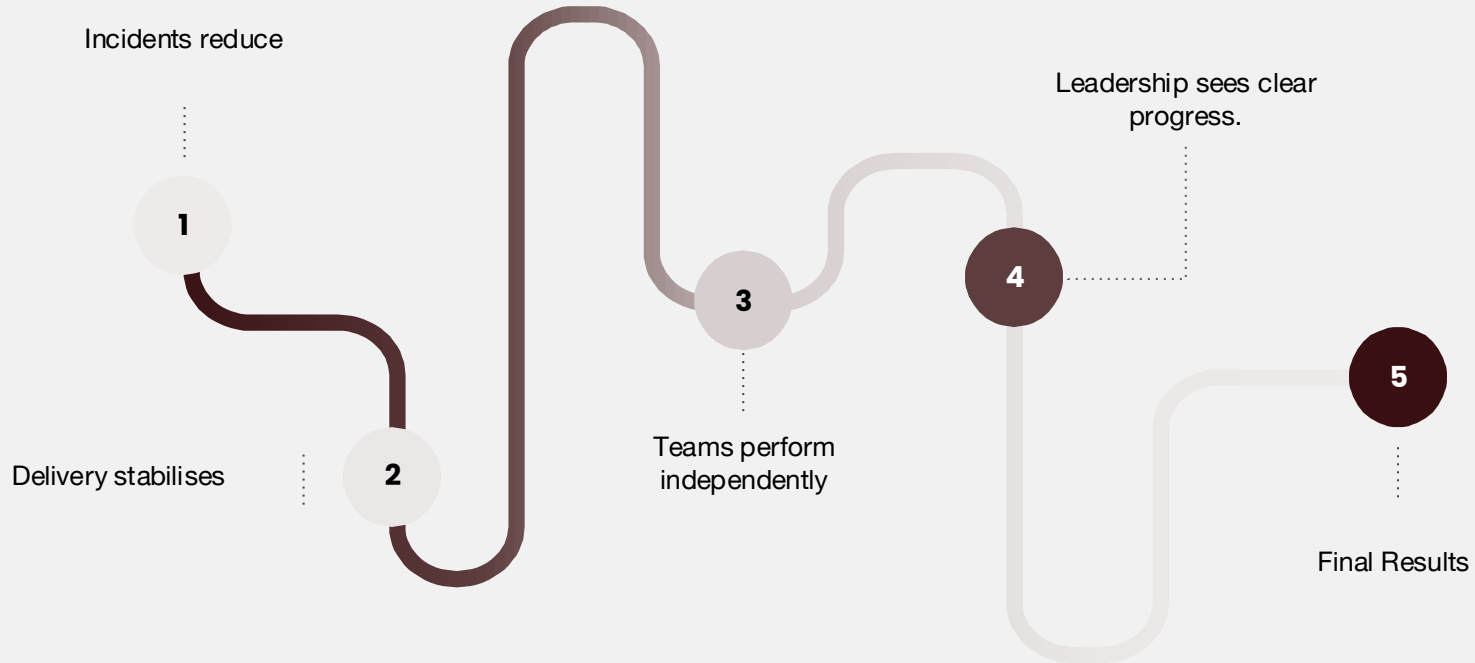 Incidents reduce
1
Delivery stabilises
2
3
Teams perform
independently
Leadership sees clear
progress.
4
5
Final Results